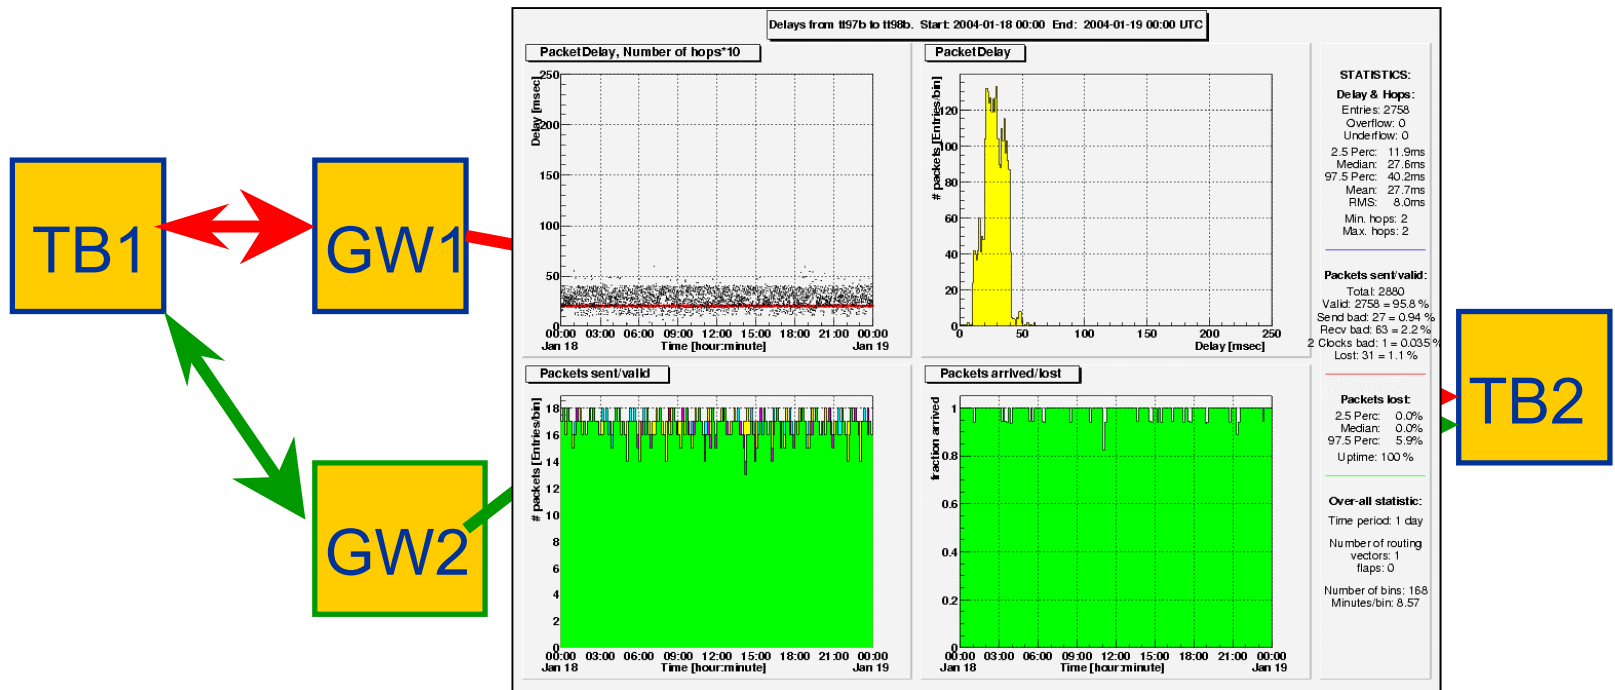 Delays from tt97b to tt98b. Start: 2004-01-18 00:00 End: 2004-01-19 00:00 UTC
TB1
GW1
GW2
TB2
PacketDelay, Number of hops*10
Delay [msec]
250
200
150
100
50
0
00:00 03:00 06:00 09:00 12:00 15:00 18:00 21:00 00:00
Jan 18 Time [hour:minute] Jan 19
PacketDelay
# packets [Entries/bin]
120
100
80
60
40
20
0
0 50 100 150 200 250
Delay [msec]
Packets sent/valid
# packets [Entries/bin]
18
16
14
12
10
8
6
4
2
0
00:00 03:00 06:00 09:00 12:00 15:00 18:00 21:00 00:00
Jan 18 Time [hour:minute] Jan 19
Packets arrived/lost
fraction arrived
1
0.8
0.6
0.4
0.2
0
00:00 03:00 06:00 09:00 12:00 15:00 18:00 21:00 00:00
Jan 18 Time [hour:minute] Jan 19
STATISTICS:
Delay & Hops:
Entries: 2758
Overflow: 0
Underflow: 0
2.5 Perc: 11.9ms
Median: 27.6ms
97.5 Perc: 40.2ms
Mean: 27.7ms
RMS: 8.0ms
Min. hops: 2
Max. hops: 2
Packets sent/valid:
Total: 2880
Valid: 2758 = 95.8 %
Send bad: 27 = 0.94 %
Recv bad: 63 = 2.2 %
2 Clocks bad: 1 = 0.035 %
Lost: 31 = 1.1 %
Packets lost:
2.5 Perc: 0.0%
Median: 0.0%
97.5 Perc: 5.9%
Uptime: 100 %
Over-all statistic:
Time period: 1 day
Number of routing
vectors: 1
flaps: 0
Number of bins: 168
Minutes/bin: 8.57